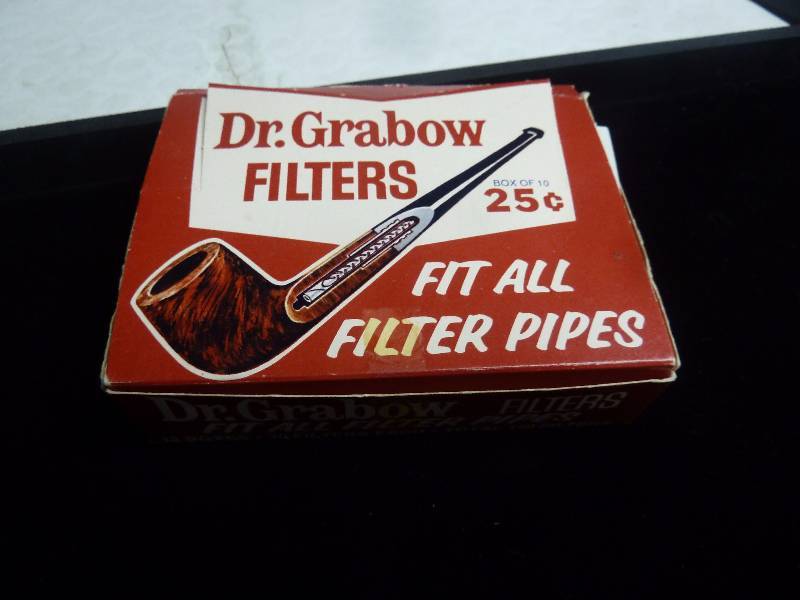 Dr. Grabow
FILTERS
BOX OF 10
25¢
FIT ALL
FILTER PIPES
Dr. Grabow FILTERS
FIT ALL FILTER PIPES